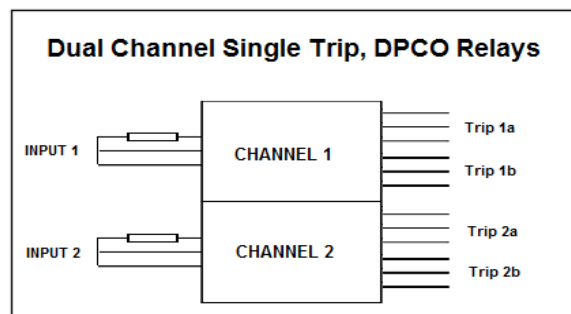 Dual Channel Single Trip, DPCO Relays
INPUT 1
CHANNEL 1
Trip 1a
Trip 1b
INPUT 2
CHANNEL 2
Trip 2a
Trip 2b